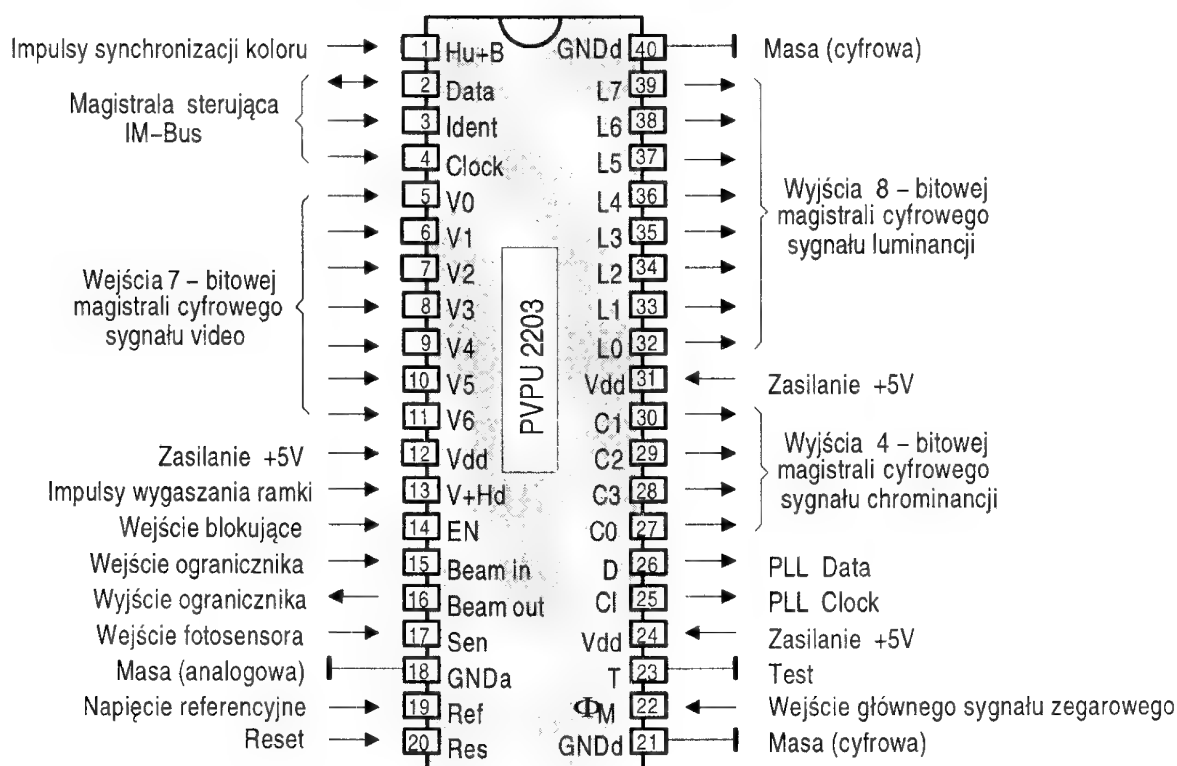 Impulsy synchronizacji koloru 1 Hu+B GNDd 40 Masa (cyfrowa)
2 Data L7 39
Magistrala sterująca
IM–Bus
3 Ident L6 38
4 Clock L5 37
5 V0 L4 36
Wyjścia 8 – bitowej
magistrali cyfrowego
sygnału luminancji
6 V1 L3 35
7 V2 L2 34
Wejścia 7 – bitowej
magistrali cyfrowego
sygnału video
8 V3 L1 33
9 V4 L0 32
10 V5 Vdd 31 Zasilanie +5V
11 V6 C1 30
PVPU 2203
Wyjścia 4 – bitowej
magistrali cyfrowego
sygnału chrominancji
Zasilanie +5V 12 Vdd C2 29
Impulsy wygaszania ramki 13 V+Hd C3 28
Wejście blokujące 14 EN C0 27
Wejście ogranicznika 15 Beam in D 26 PLL Data
Wyjście ogranicznika 16 Beam out Cl 25 PLL Clock
Wejście fotosensora 17 Sen Vdd 24 Zasilanie +5V
Masa (analogowa) 18 GNDa T 23 Test
Napięcie referencyjne 19 Ref ΦM 22 Wejście głównego sygnału zegarowego
Reset 20 Res GNDd 21 Masa (cyfrowa)